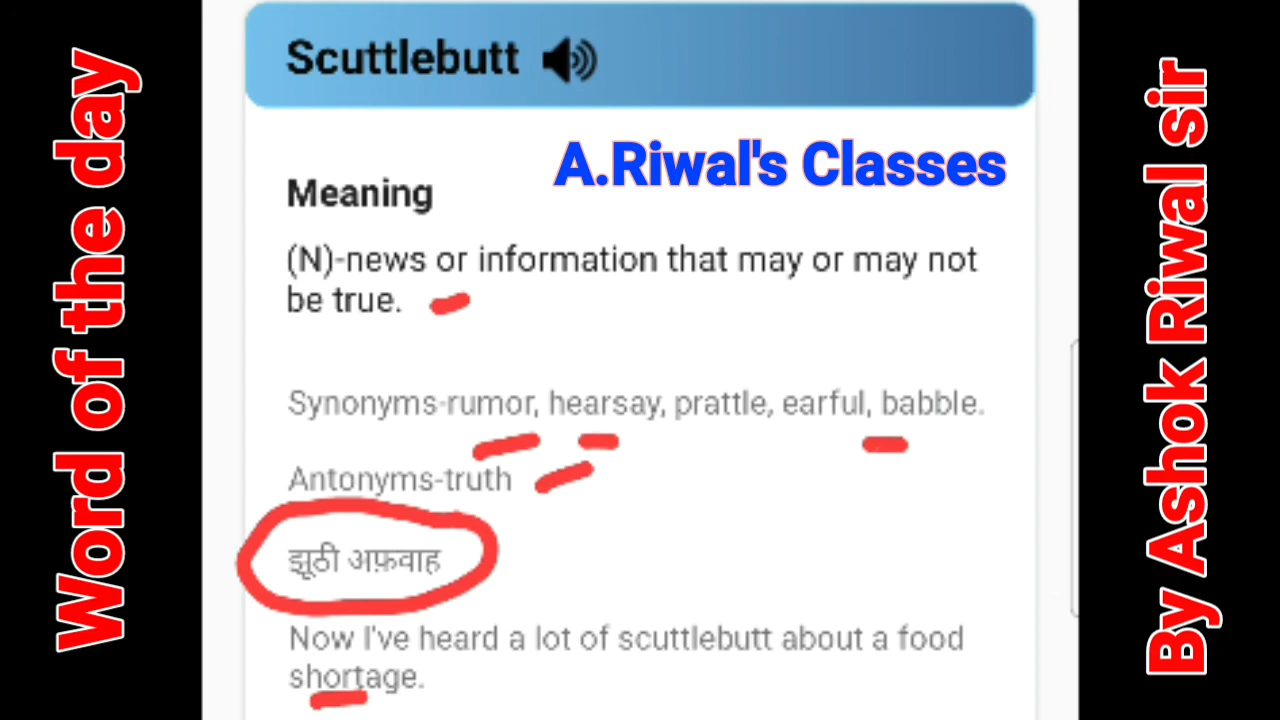 Word of the day
Scuttlebutt
A.Riwal's Classes
Meaning
(N)-news or information that may or may not
be true.
Synonyms-rumor, hearsay, prattle, earful, babble.
Antonyms-truth
झूठी अफ़वाह
Now I've heard a lot of scuttlebutt about a food
shortage.
By Ashok Riwal sir